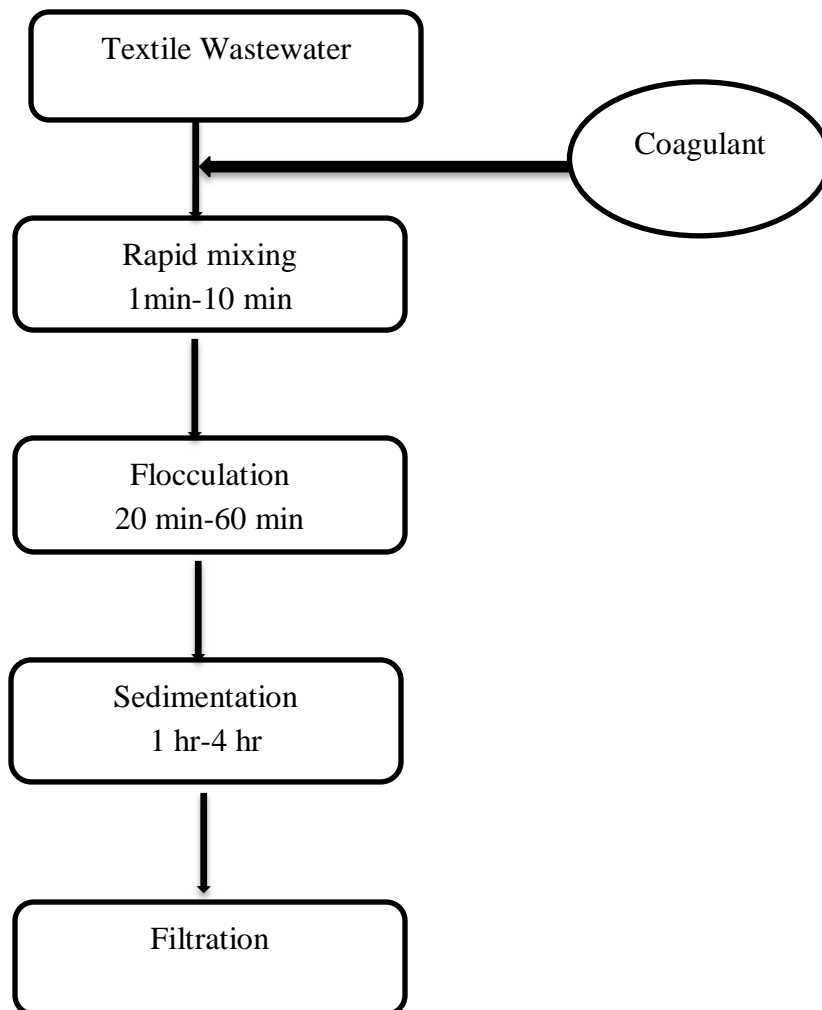 Textile Wastewater
Coagulant
Rapid mixing
1min-10 min
Flocculation
20 min-60 min
Sedimentation
1 hr-4 hr
Filtration